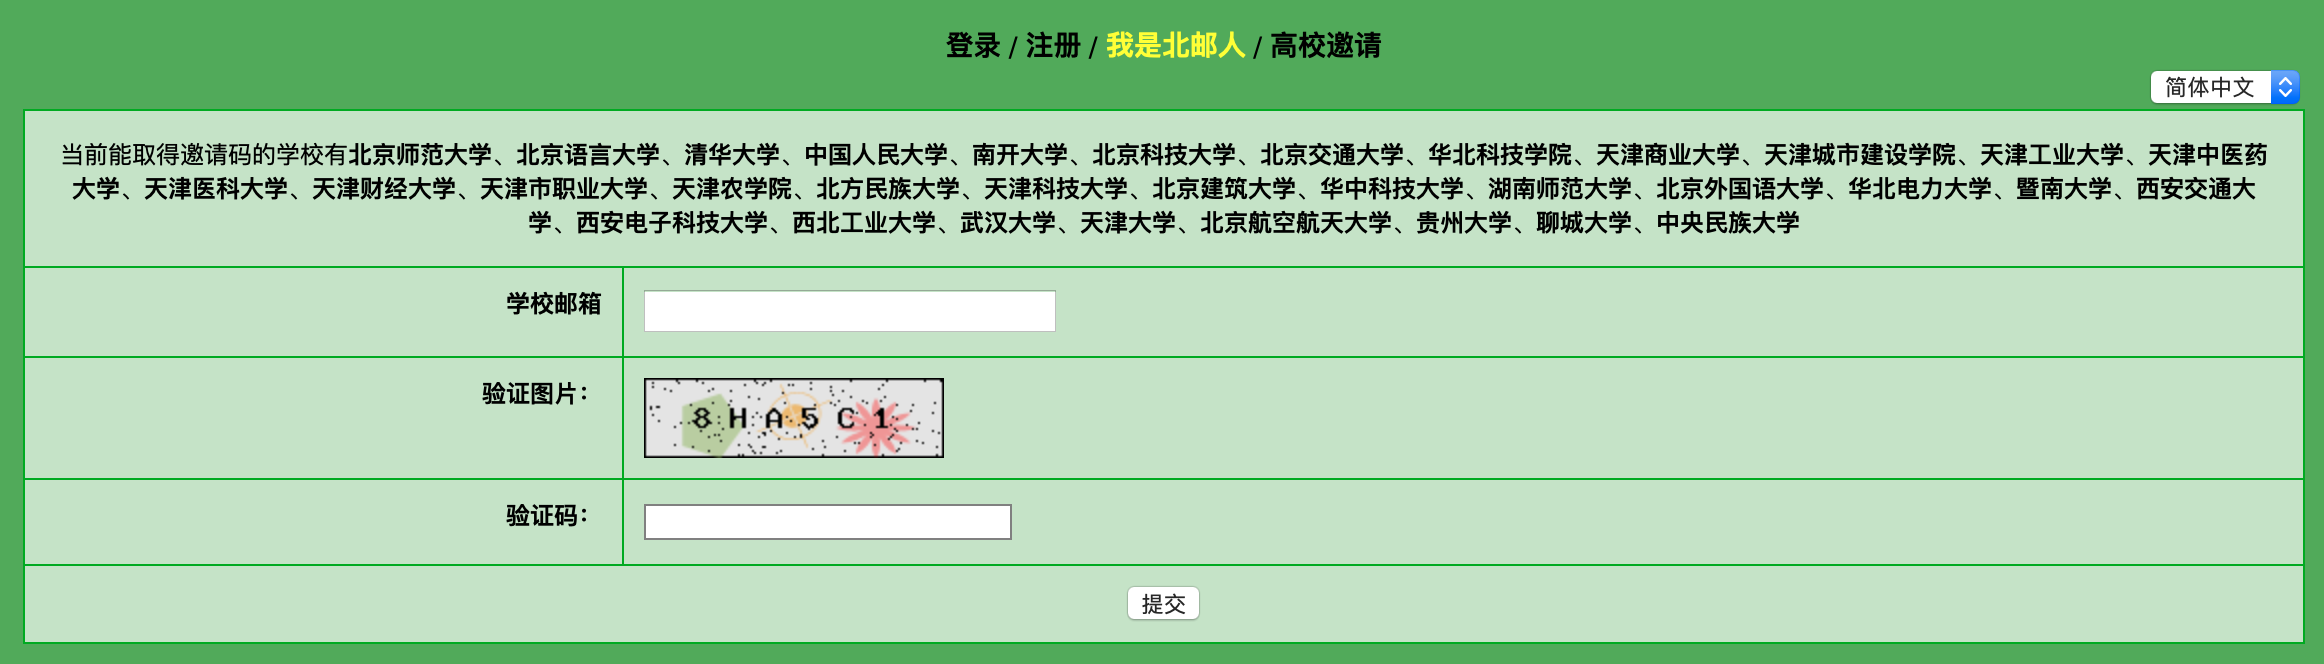 登录 / 注册 / 我是北邮人 / 高校邀请
简体中文
当前能取得邀请码的学校有北京师范大学、北京语言大学、清华大学、中国人民大学、南开大学、北京科技大学、北京交通大学、华北科技学院、天津商业大学、天津城市建设学院、天津工业大学、天津中医药
大学、天津医科大学、天津财经大学、天津市职业大学、天津农学院、北方民族大学、天津科技大学、北京建筑大学、华中科技大学、湖南师范大学、北京外国语大学、华北电力大学、暨南大学、西安交通大
学、西安电子科技大学、西北工业大学、武汉大学、天津大学、北京航空航天大学、贵州大学、聊城大学、中央民族大学
学校邮箱
验证图片：
8HA5C1
验证码：
提交